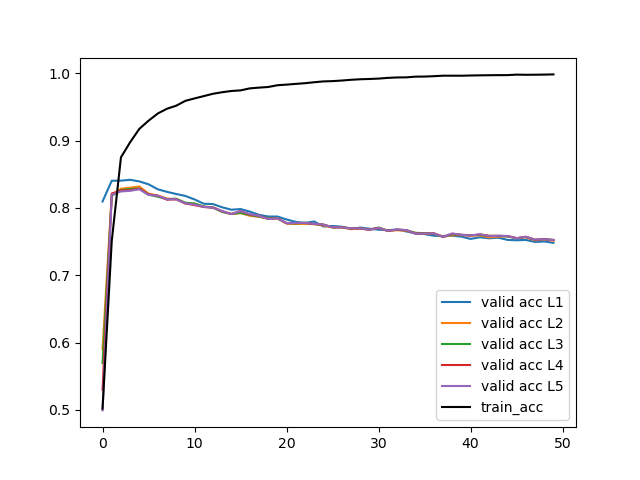 1.0
0.9
0.8
0.7
0.6
0.5
0 10 20 30 40 50
valid acc L1
valid acc L2
valid acc L3
valid acc L4
valid acc L5
train_acc